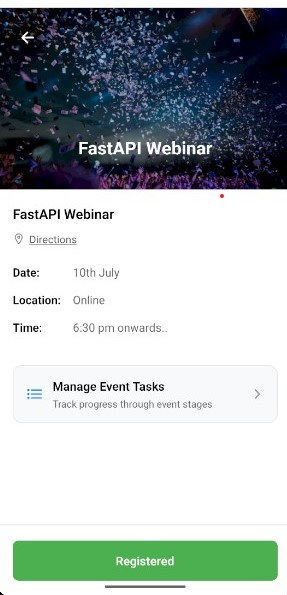 FastAPI Webinar
FastAPI Webinar
Directions
Date: 10th July
Location: Online
Time: 6:30 pm onwards..
Manage Event Tasks
Track progress through event stages
Registered